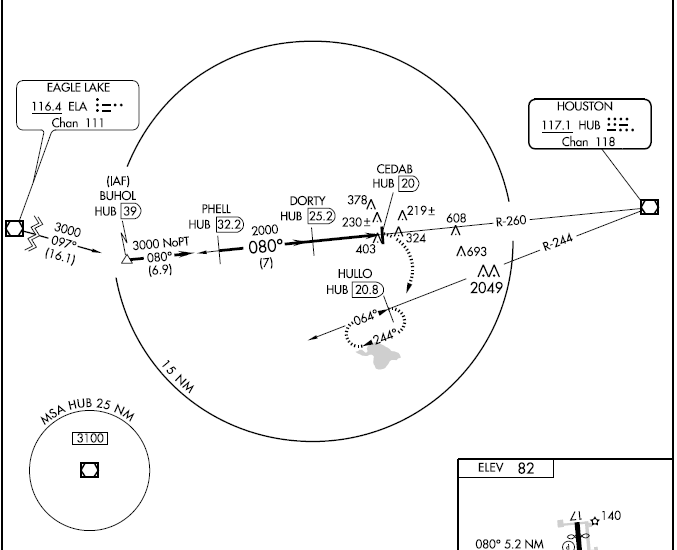 EAGLE LAKE
116.4 ELA
Chan 111
HOUSTON
117.1 HUB
Chan 118
(IAF)
BUHOL
HUB 39
PHELL
HUB 32.2
DORTY
HUB 25.2
CEDAB
HUB 20
3000
097°
(16.1)
3000 NoPT
080°
(6.9)
2000
080°
(7)
378
230±
403
219±
324
608
693
2049
R-260
R-244
HULLO
HUB 20.8
064°
244°
15 NM
MSA HUB 25 NM
3100
ELEV 82
17
140
080° 5.2 NM